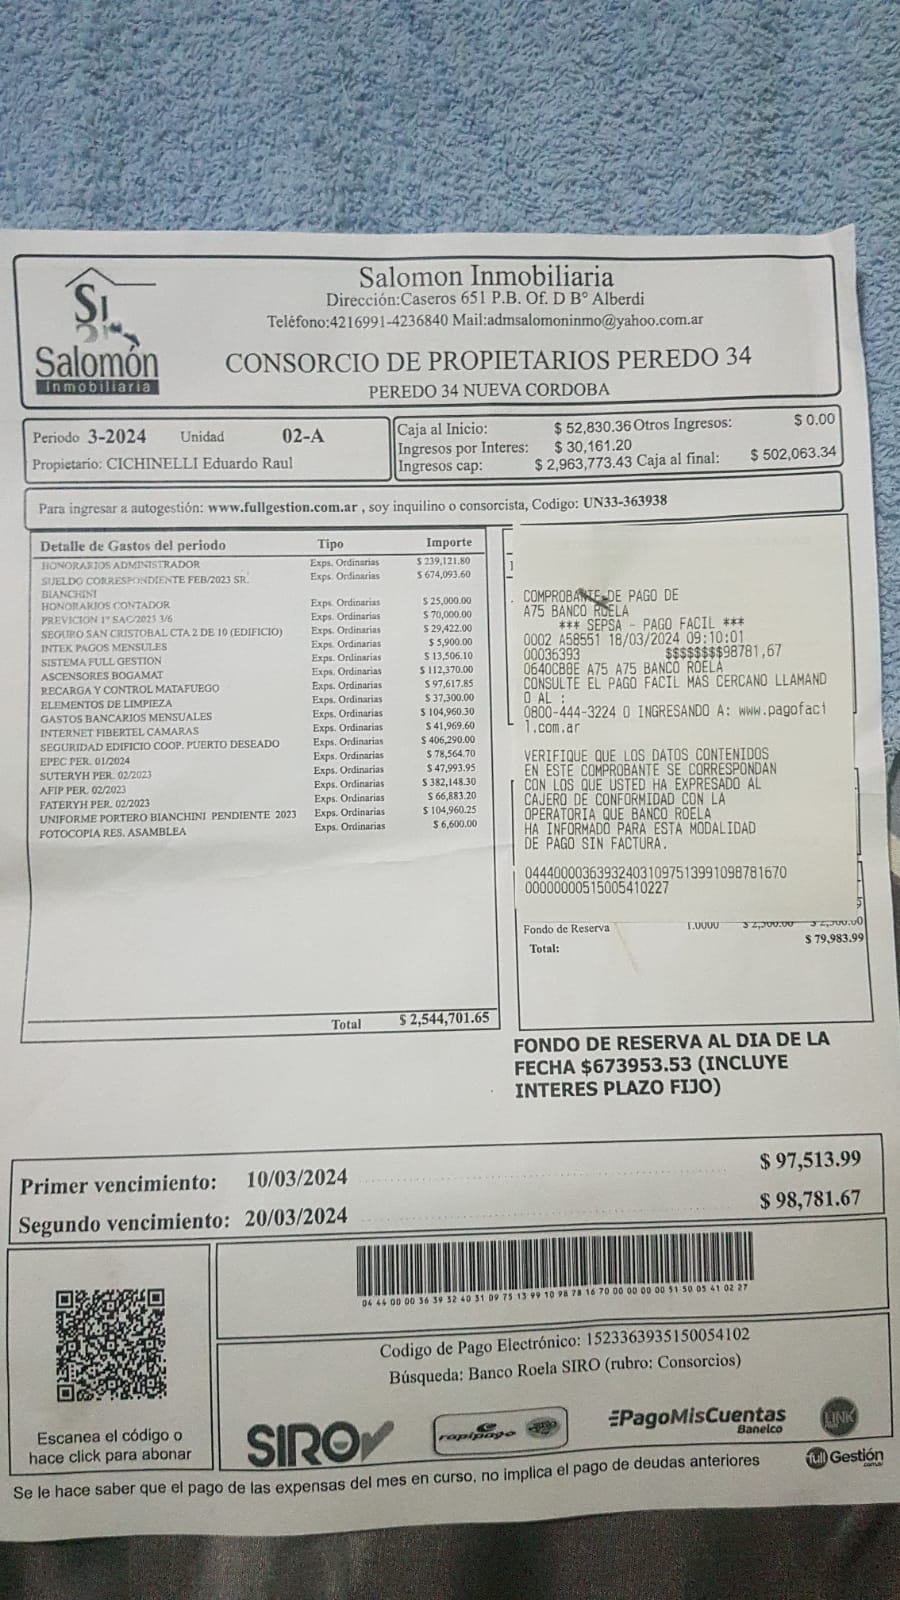 Salomon Inmobiliaria
Dirección:Caseros 651 P.B. Of. D B° Alberdi
Teléfono:4216991-4236840 Mail:admsalomoninmo@yahoo.com.ar
SI
Salomón
Inmobiliaria
CONSORCIO DE PROPIETARIOS PEREDO 34
PEREDO 34 NUEVA CORDOBA
Periodo 3-2024 Unidad 02-A
Propietario: CICHINELLI Eduardo Raul
Caja al Inicio: $ 52,830.36 Otros Ingresos: $ 0.00
Ingresos por Interes: $ 30,161.20
Ingresos cap: $ 2,963,773.43 Caja al final: $ 502,063.34
Para ingresar a autogestión: www.fullgestion.com.ar , soy inquilino o consorcista, Codigo: UN33-363938
Detalle de Gastos del periodo Tipo Importe
HONORARIOS ADMINISTRADOR Exps. Ordinarias $ 239,121.80
SUELDO CORRESPONDIENTE FEB/2023 SR. Exps. Ordinarias $ 674,093.60
BIANCHINI
HONORARIOS CONTADOR Exps. Ordinarias $ 25,000.00
PREVICION 1° SAC/2023 3/6 Exps. Ordinarias $ 70,000.00
SEGURO SAN CRISTOBAL CTA 2 DE 10 (EDIFICIO) Exps. Ordinarias $ 29,422.00
INTEK PAGOS MENSULES Exps. Ordinarias $ 5,900.00
SISTEMA FULL GESTION Exps. Ordinarias $ 13,506.10
ASCENSORES BOGAMAT Exps. Ordinarias $ 112,370.00
RECARGA Y CONTROL MATAFUEGO Exps. Ordinarias $ 97,617.85
ELEMENTOS DE LIMPIEZA Exps. Ordinarias $ 37,300.00
GASTOS BANCARIOS MENSUALES Exps. Ordinarias $ 104,960.30
INTERNET FIBERTEL CAMARAS Exps. Ordinarias $ 41,969.60
SEGURIDAD EDIFICIO COOP. PUERTO DESEADO Exps. Ordinarias $ 406,290.00
EPEC PER. 01/2024 Exps. Ordinarias $ 78,564.70
SUTERYH PER. 02/2023 Exps. Ordinarias $ 47,993.95
AFIP PER. 02/2023 Exps. Ordinarias $ 382,148.30
FATERYH PER. 02/2023 Exps. Ordinarias $ 66,883.20
UNIFORME PORTERO BIANCHINI PENDIENTE 2023 Exps. Ordinarias $ 104,960.25
FOTOCOPIA RES. ASAMBLEA Exps. Ordinarias $ 6,600.00
Total $ 2,544,701.65
COMPROBANTE DE PAGO DE
A75 BANCO ROELA
*** SEPSA - PAGO FACIL ***
0002 A58551 18/03/2024 09:10:01
00036393 $$$$$$$$98781,67
0640CB8E A75 A75 BANCO ROELA
CONSULTE EL PAGO FACIL MAS CERCANO LLAMAND
O AL :
0800-444-3224 O INGRESANDO A: www.pagofaci
l.com.ar
VERIFIQUE QUE LOS DATOS CONTENIDOS
EN ESTE COMPROBANTE SE CORRESPONDAN
CON LOS QUE USTED HA EXPRESADO AL
CAJERO DE CONFORMIDAD CON LA
OPERATORIA QUE BANCO ROELA
HA INFORMADO PARA ESTA MODALIDAD
DE PAGO SIN FACTURA.
044400003639324031097513991098781670
00000000515005410227
Fondo de Reserva 1.0000 $ 2,500.00 $ 2,500.00
Total: $ 79,983.99
FONDO DE RESERVA AL DIA DE LA
FECHA $673953.53 (INCLUYE
INTERES PLAZO FIJO)
Primer vencimiento: 10/03/2024 $ 97,513.99
Segundo vencimiento: 20/03/2024 $ 98,781.67
04 44 00 00 36 39 32 40 31 09 75 13 99 10 98 78 16 70 00 00 00 00 51 50 05 41 02 27
Codigo de Pago Electrónico: 1523363935150054102
Búsqueda: Banco Roela SIRO (rubro: Consorcios)
Escanea el código o
hace click para abonar
SIRO
rapipago
PagoMisCuentas
Banelco
LINK
full Gestión
.com.ar
Se le hace saber que el pago de las expensas del mes en curso, no implica el pago de deudas anteriores